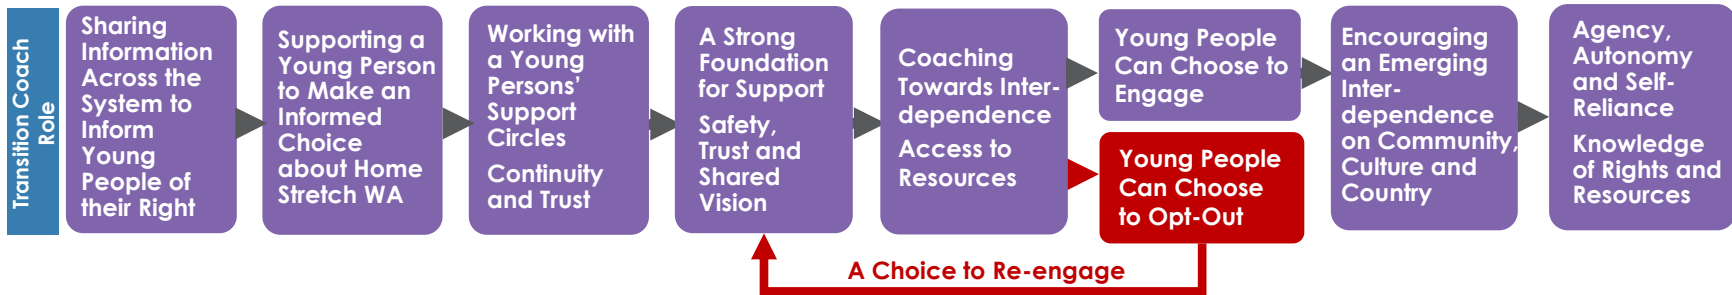 Transition Coach
Role
Sharing
Information
Across the
System to
Inform
Young
People of
their Right
Supporting a
Young Person
to Make an
Informed
Choice
about Home
Stretch WA
Working with
a Young
Persons’
Support
Circles
Continuity
and Trust
A Strong
Foundation
for Support
Safety,
Trust and
Shared
Vision
Coaching
Towards Inter-
dependence
Access to
Resources
Young People
Can Choose to
Engage
Young People
Can Choose
to Opt-Out
A Choice to Re-engage
Encouraging
an Emerging
Inter-
dependence
on Community,
Culture and
Country
Agency,
Autonomy
and Self-
Reliance
Knowledge
of Rights and
Resources